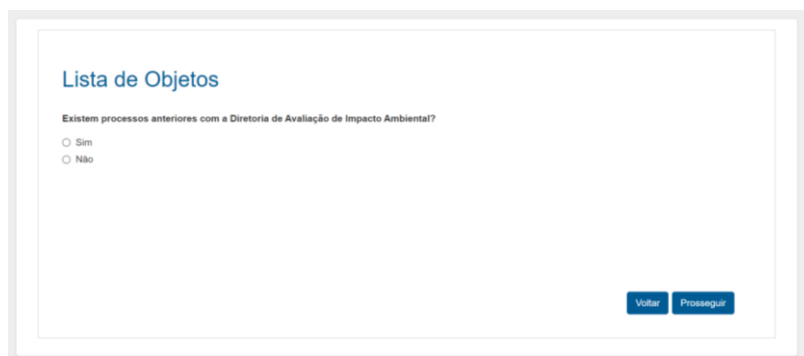 Lista de Objetos
Existem processos anteriores com a Diretoria de Avaliação de Impacto Ambiental?
Sim
Não
Voltar Prosseguir